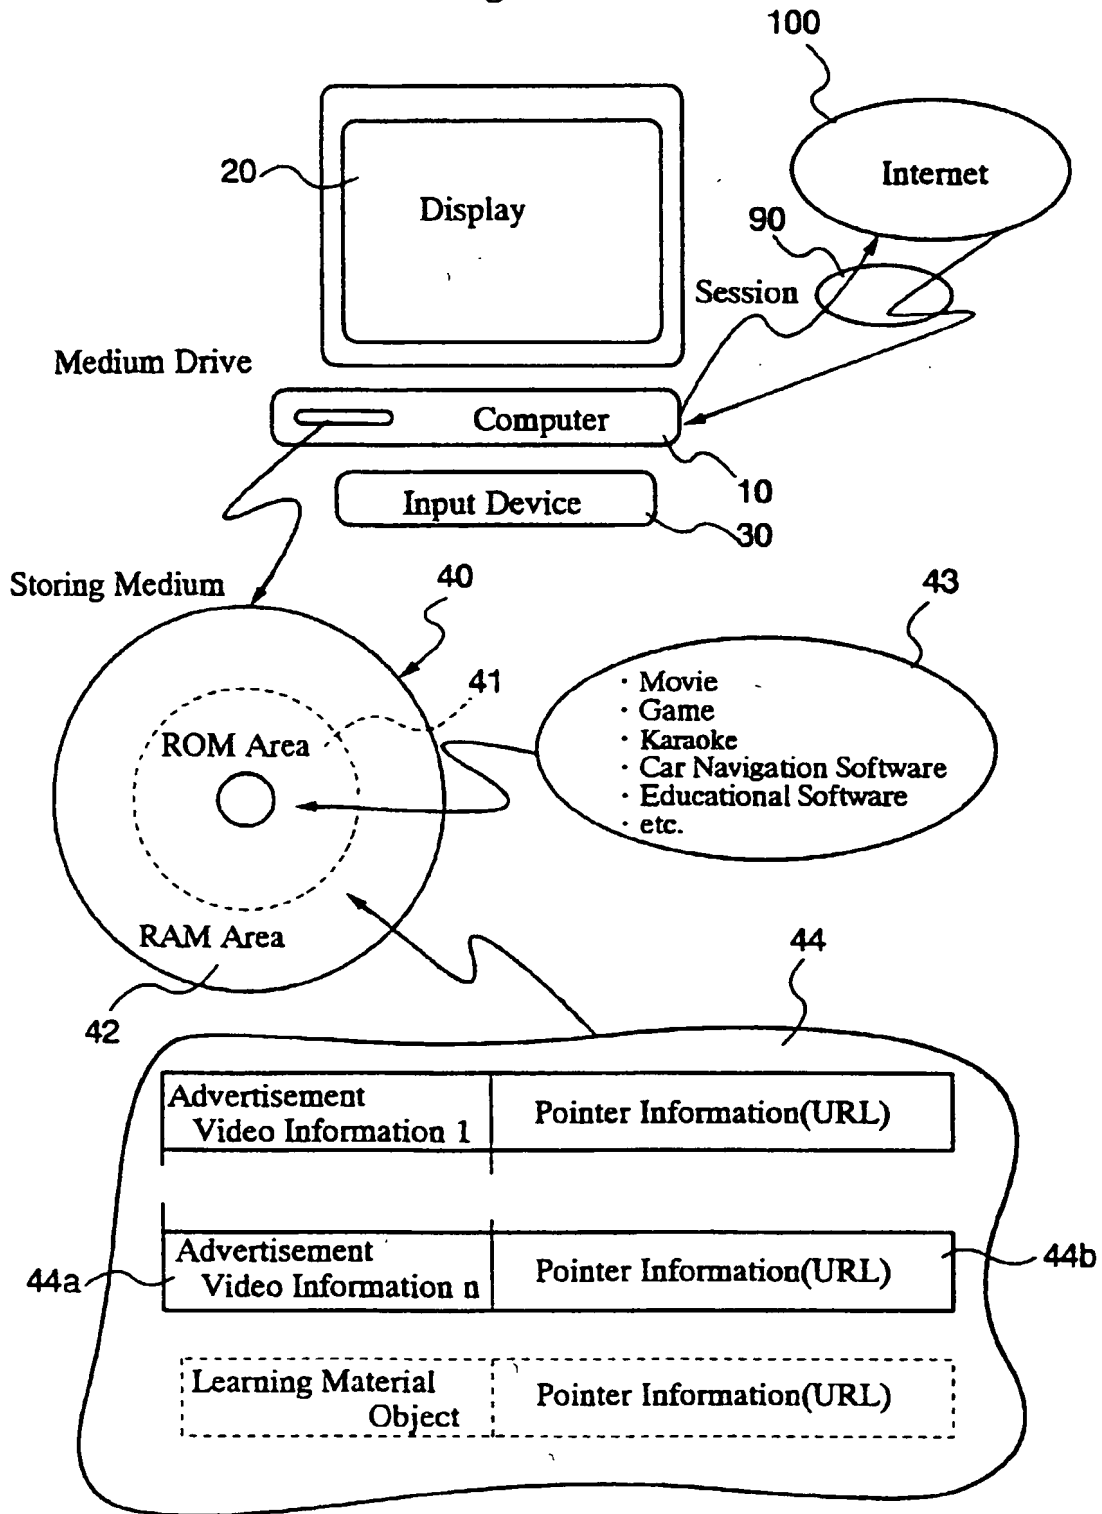 100
20
Display
Internet
90
Session
Medium Drive
Computer
10
Input Device
30
Storing Medium
40
43
41
ROM Area
· Movie
· Game
· Karaoke
· Car Navigation Software
· Educational Software
· etc.
RAM Area
42
44
Advertisement
Video Information 1
Pointer Information(URL)
44a
Advertisement
Video Information n
Pointer Information(URL)
44b
Learning Material
Object
Pointer Information(URL)